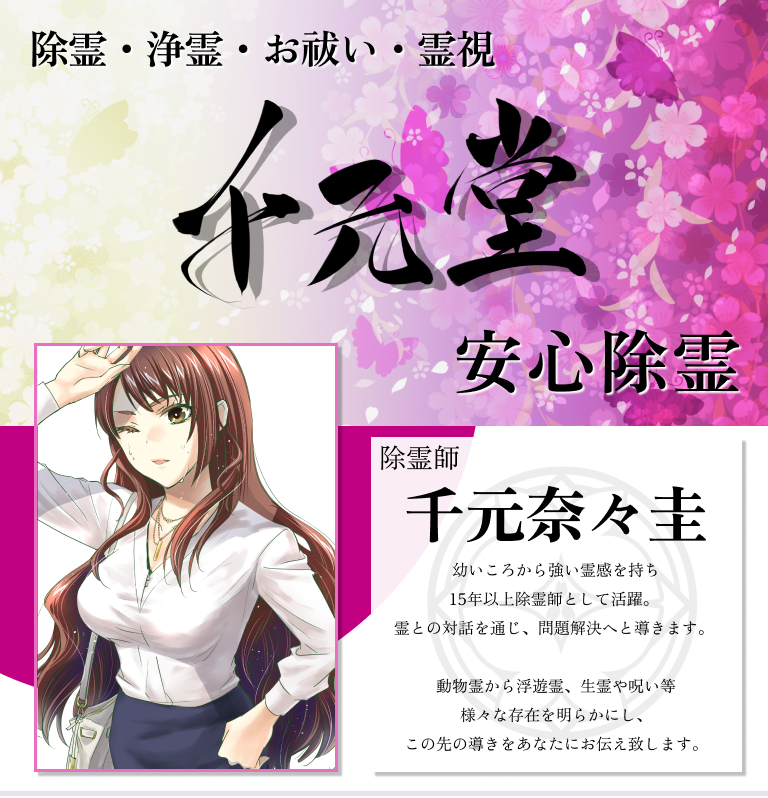 除霊・浄霊・お祓い・霊視
千元堂
安心除霊
除霊師
千元奈々圭
幼いころから強い霊感を持ち
15年以上除霊師として活躍。
霊との対話を通じ、問題解決へと導きます。
動物霊から浮遊霊、生霊や呪い等
様々な存在を明らかにし、
この先の導きをあなたにお伝え致します。